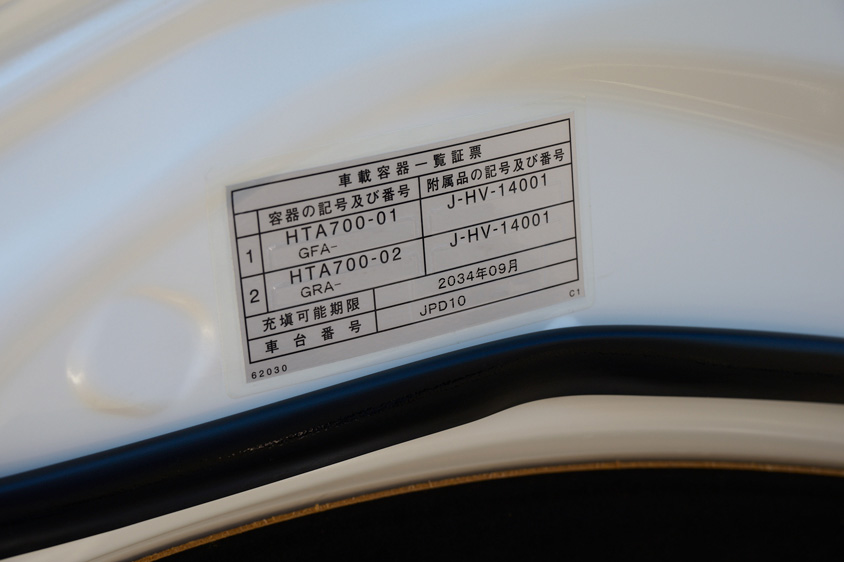 車載容器一覧証票
容器の記号及び番号 附属品の記号及び番号
1 HTA700-01 J-HV-14001
GFA-
2 HTA700-02 J-HV-14001
GRA-
充填可能期限 2034年09月
車台番号 JPD10
62030 C1